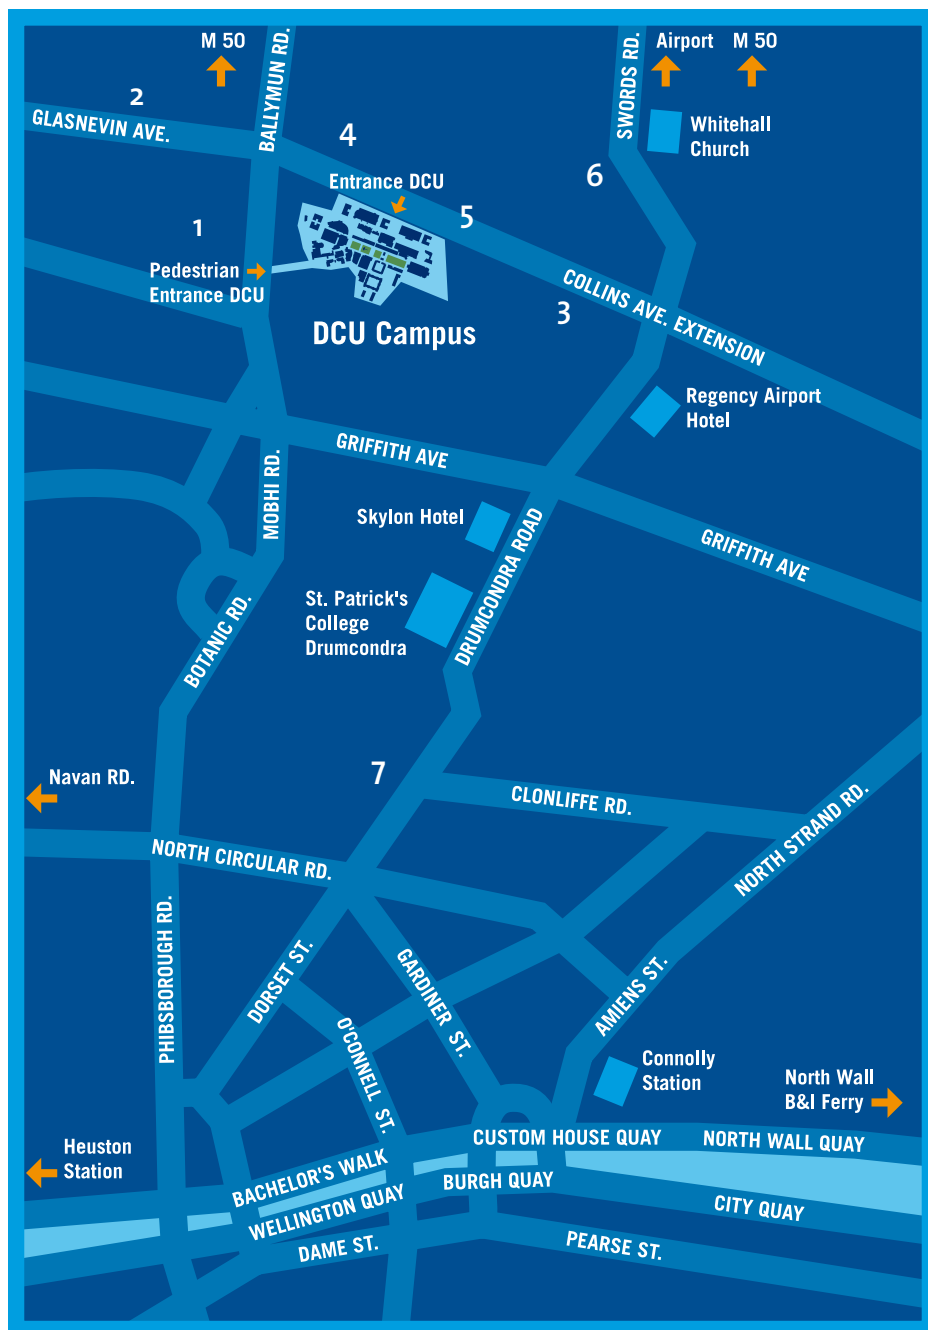 M 50
BALLYMUN RD.
SWORDS RD.
Airport
M 50
2
GLASNEVIN AVE.
4
Whitehall
Church
Entrance DCU
6
1
5
Pedestrian
Entrance DCU
COLLINS AVE. EXTENSION
3
DCU Campus
Regency Airport
Hotel
GRIFFITH AVE
MOBHI RD.
Skylon Hotel
DRUMCONDRA ROAD
GRIFFITH AVE
St. Patrick's
College
Drumcondra
BOTANIC RD.
7
Navan RD.
CLONLIFFE RD.
NORTH STRAND RD.
NORTH CIRCULAR RD.
PHIBSBOROUGH RD.
DORSET ST.
GARDINER ST.
AMIENS ST.
O'CONNELL ST.
Connolly
Station
North Wall
B&I Ferry
Heuston
Station
CUSTOM HOUSE QUAY
NORTH WALL QUAY
BACHELOR'S WALK
BURGH QUAY
WELLINGTON QUAY
CITY QUAY
DAME ST.
PEARSE ST.